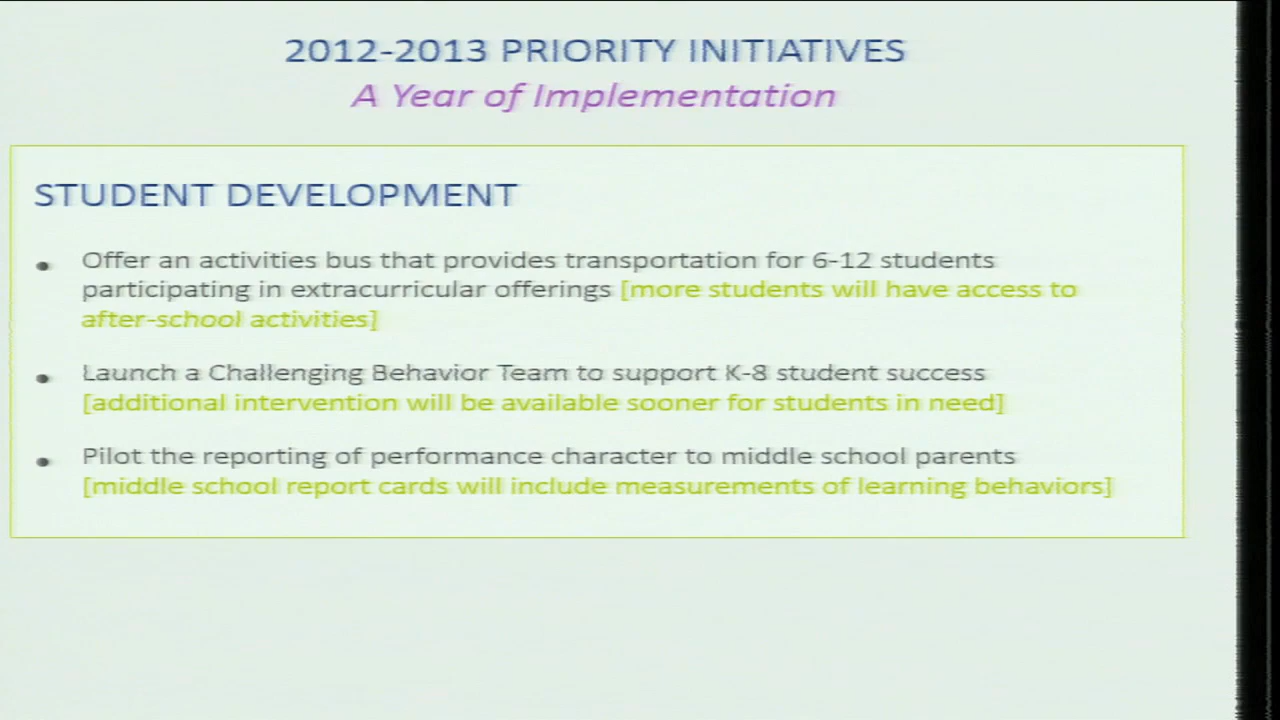 2012-2013 PRIORITY INITIATIVES
A Year of Implementation
STUDENT DEVELOPMENT
• Offer an activities bus that provides transportation for 6-12 students
participating in extracurricular offerings [more students will have access to
after-school activities]
• Launch a Challenging Behavior Team to support K-8 student success
[additional intervention will be available sooner for students in need]
• Pilot the reporting of performance character to middle school parents
[middle school report cards will include measurements of learning behaviors]